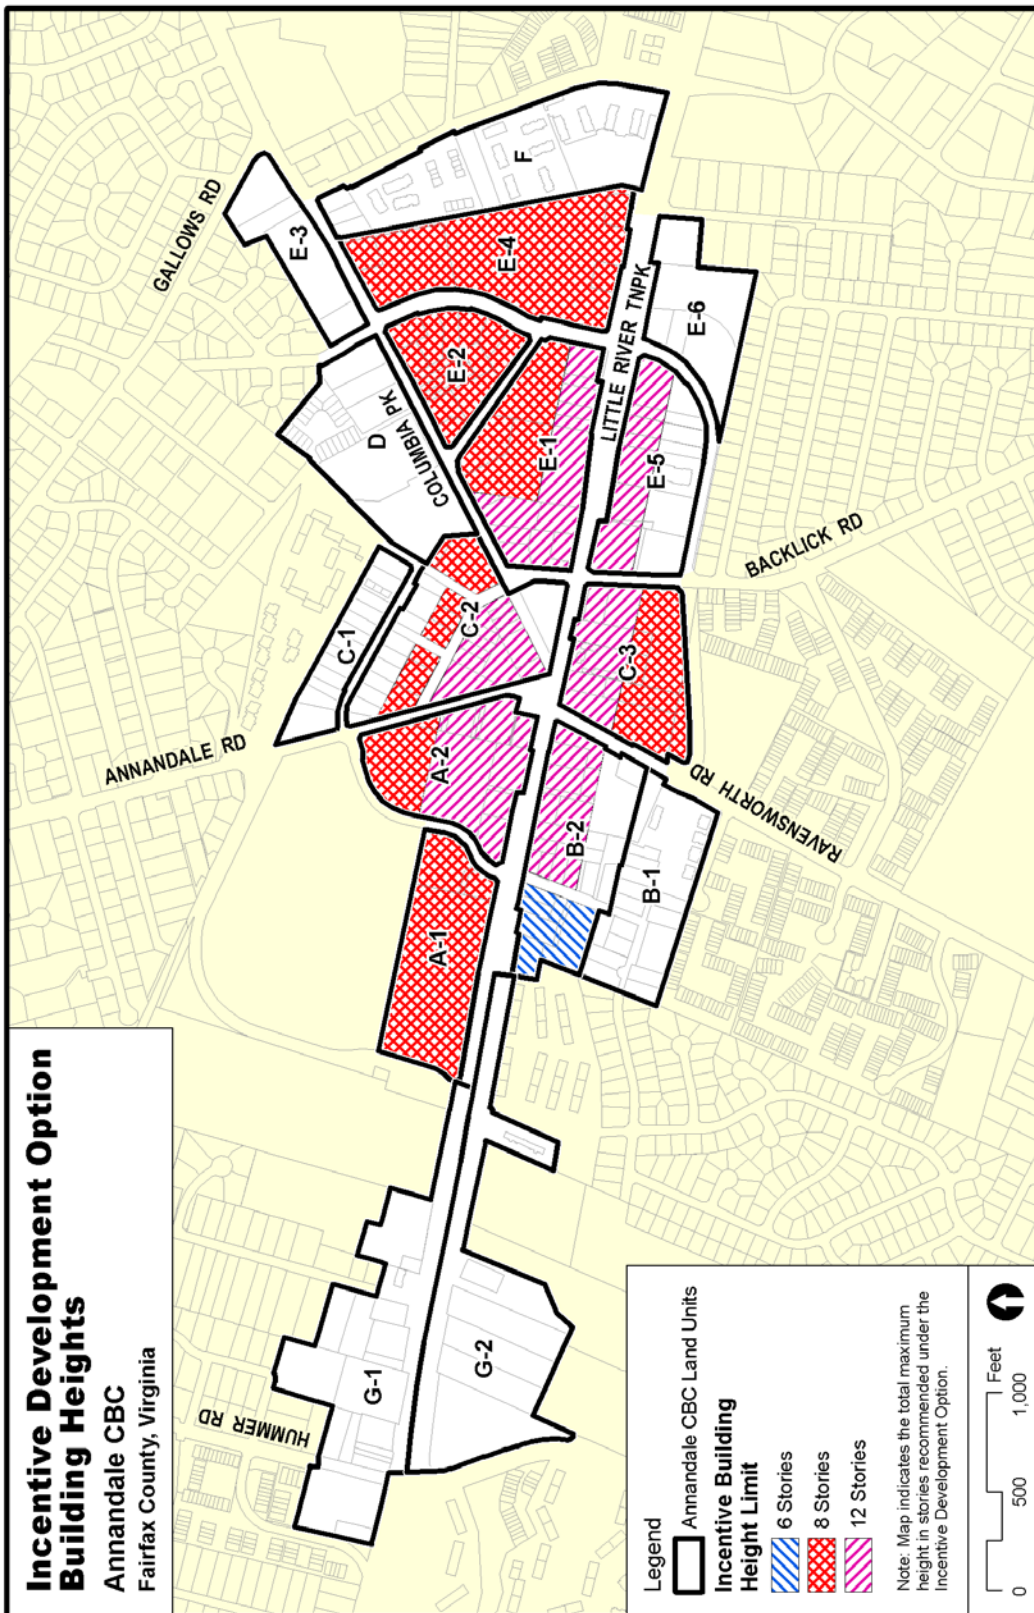 Incentive Development Option
Building Heights
Annandale CBC
Fairfax County, Virginia
HUMMER RD
ANNANDALE RD
GALLOWS RD
COLUMBIA PK
LITTLE RIVER TNPK
BACKLICK RD
RAVENSWORTH RD
G-1
G-2
A-1
A-2
B-1
B-2
C-1
C-2
C-3
D
E-1
E-2
E-3
E-4
E-5
E-6
F
Legend
Annandale CBC Land Units
Incentive Building
Height Limit
6 Stories
8 Stories
12 Stories
Note: Map indicates the total maximum
height in stories recommended under the
Incentive Development Option.
0 500 1,000
Feet